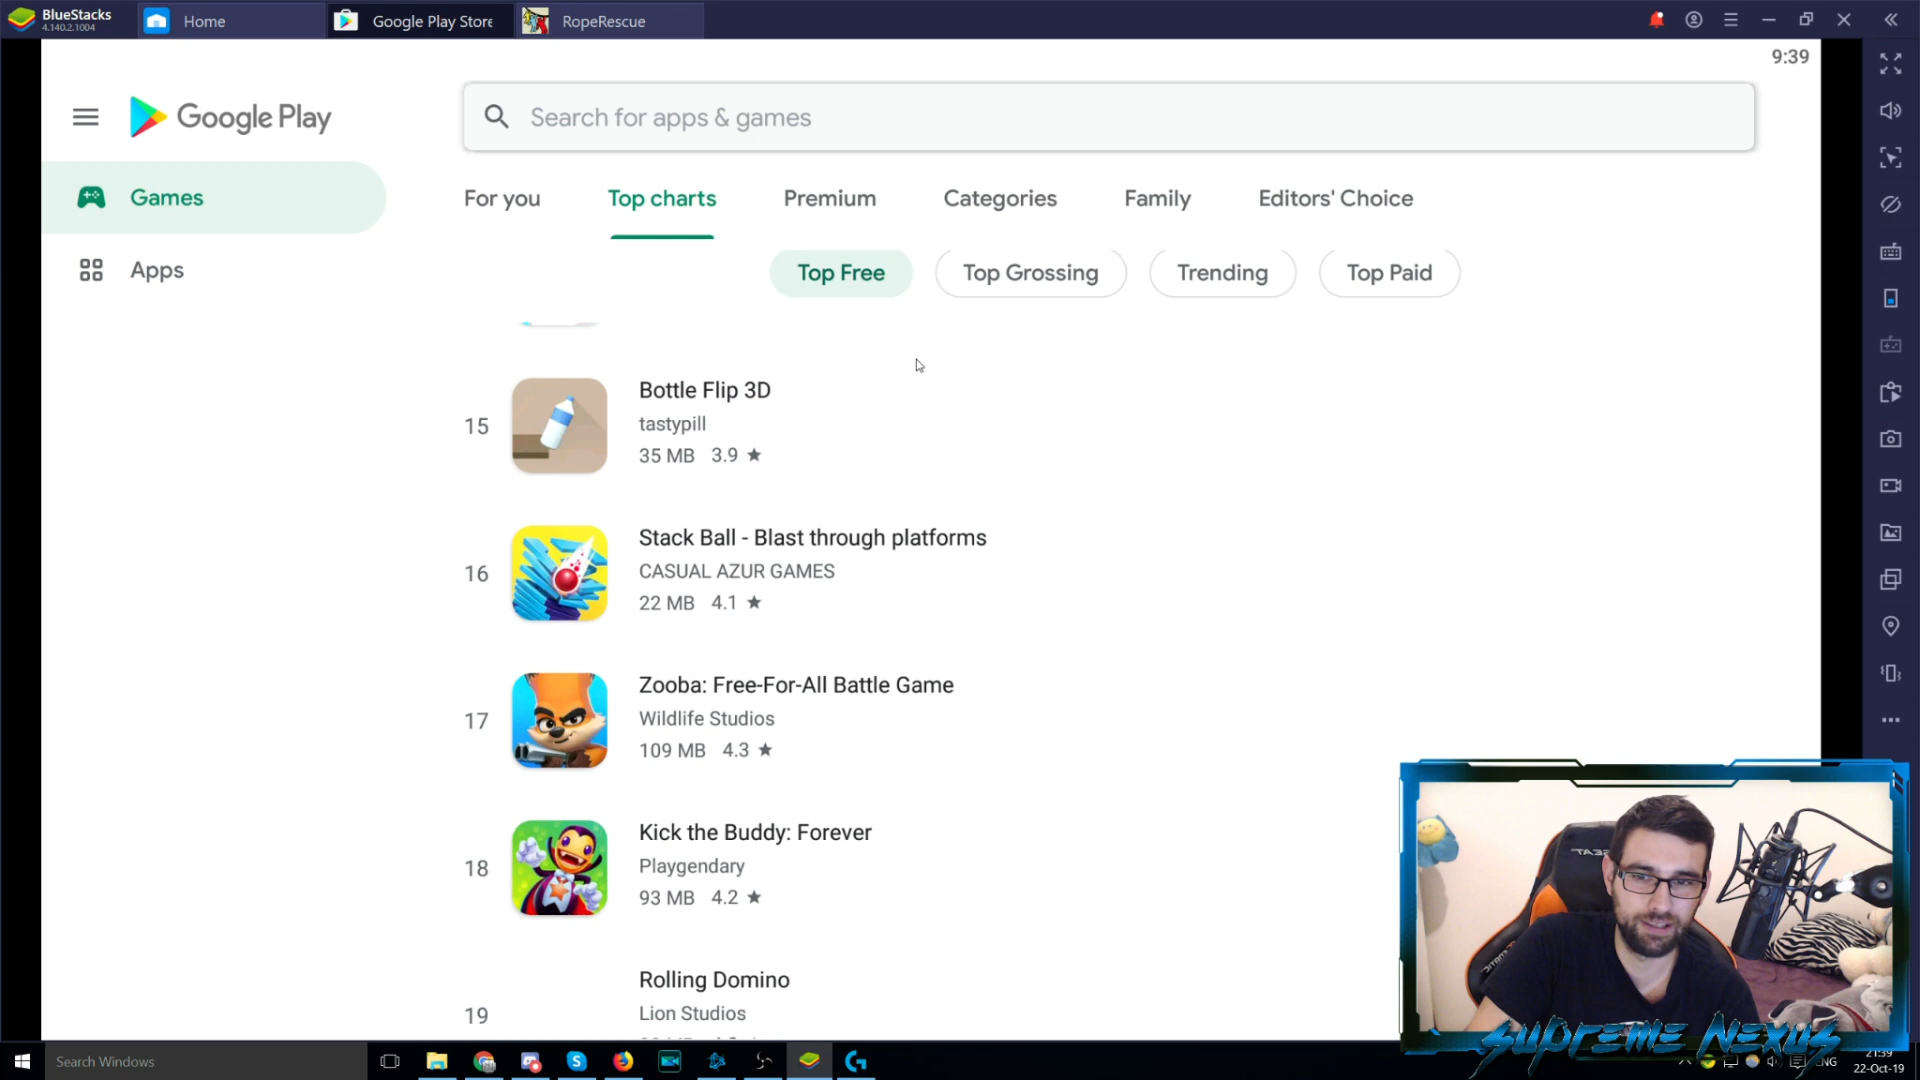 BlueStacks
4.140.2.1004
Home
Google Play Store
RopeRescue
9:39
Google Play
Search for apps & games
Games
Apps
For you
Top charts
Premium
Categories
Family
Editors' Choice
Top Free
Top Grossing
Trending
Top Paid
15
Bottle Flip 3D
tastypill
35 MB 3.9 ★
16
Stack Ball - Blast through platforms
CASUAL AZUR GAMES
22 MB 4.1 ★
17
Zooba: Free-For-All Battle Game
Wildlife Studios
109 MB 4.3 ★
18
Kick the Buddy: Forever
Playgendary
93 MB 4.2 ★
19
Rolling Domino
Lion Studios
Supreme Nexus
Search Windows
ENG
21:39
22-Oct-19